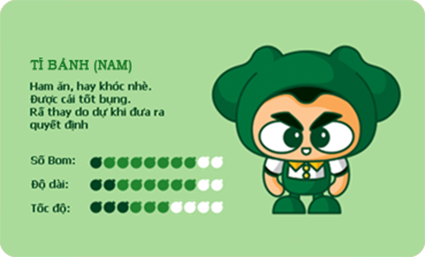 TÍ BÁNH (NAM)
Ham ăn, hay khóc nhè.
Được cái tốt bụng.
Rã thay do dự khi đưa ra
quyết định
Số Bom:
Độ dài:
Tốc độ: